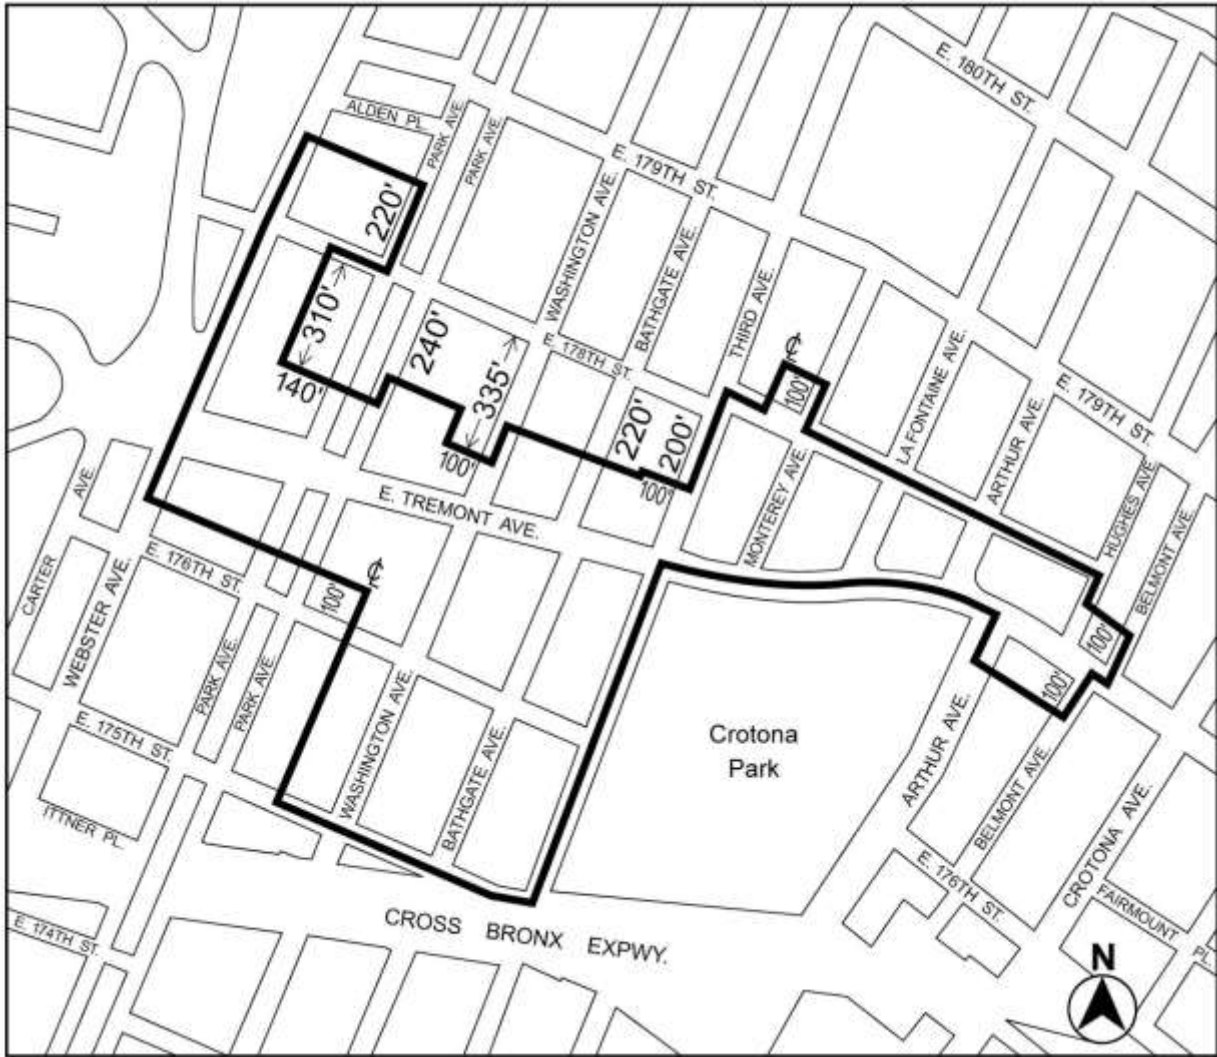 E. 180TH ST.
ALDEN PL.
PARK AVE.
PARK AVE.
E. 179TH ST.
220'
WASHINGTON AVE.
BATHGATE AVE.
THIRD AVE.
310'
240'
335'
E. 178TH ST.
℄
100'
LA FONTAINE AVE.
E. 179TH ST.
140'
220'
200'
ARTHUR AVE.
100'
100'
MONTEREY AVE.
HUGHES AVE.
BELMONT AVE.
AVE.
CARTER
E. TREMONT AVE.
E. 176TH ST.
℄
100'
WEBSTER AVE.
100'
100'
PARK AVE.
PARK AVE.
WASHINGTON AVE.
BATHGATE AVE.
E. 175TH ST.
Crotona
Park
ARTHUR AVE.
BELMONT AVE.
CROTONA AVE.
ITTNER PL.
E. 176TH ST.
FAIRMOUNT PL.
E. 174TH ST.
CROSS BRONX EXPWY.
N